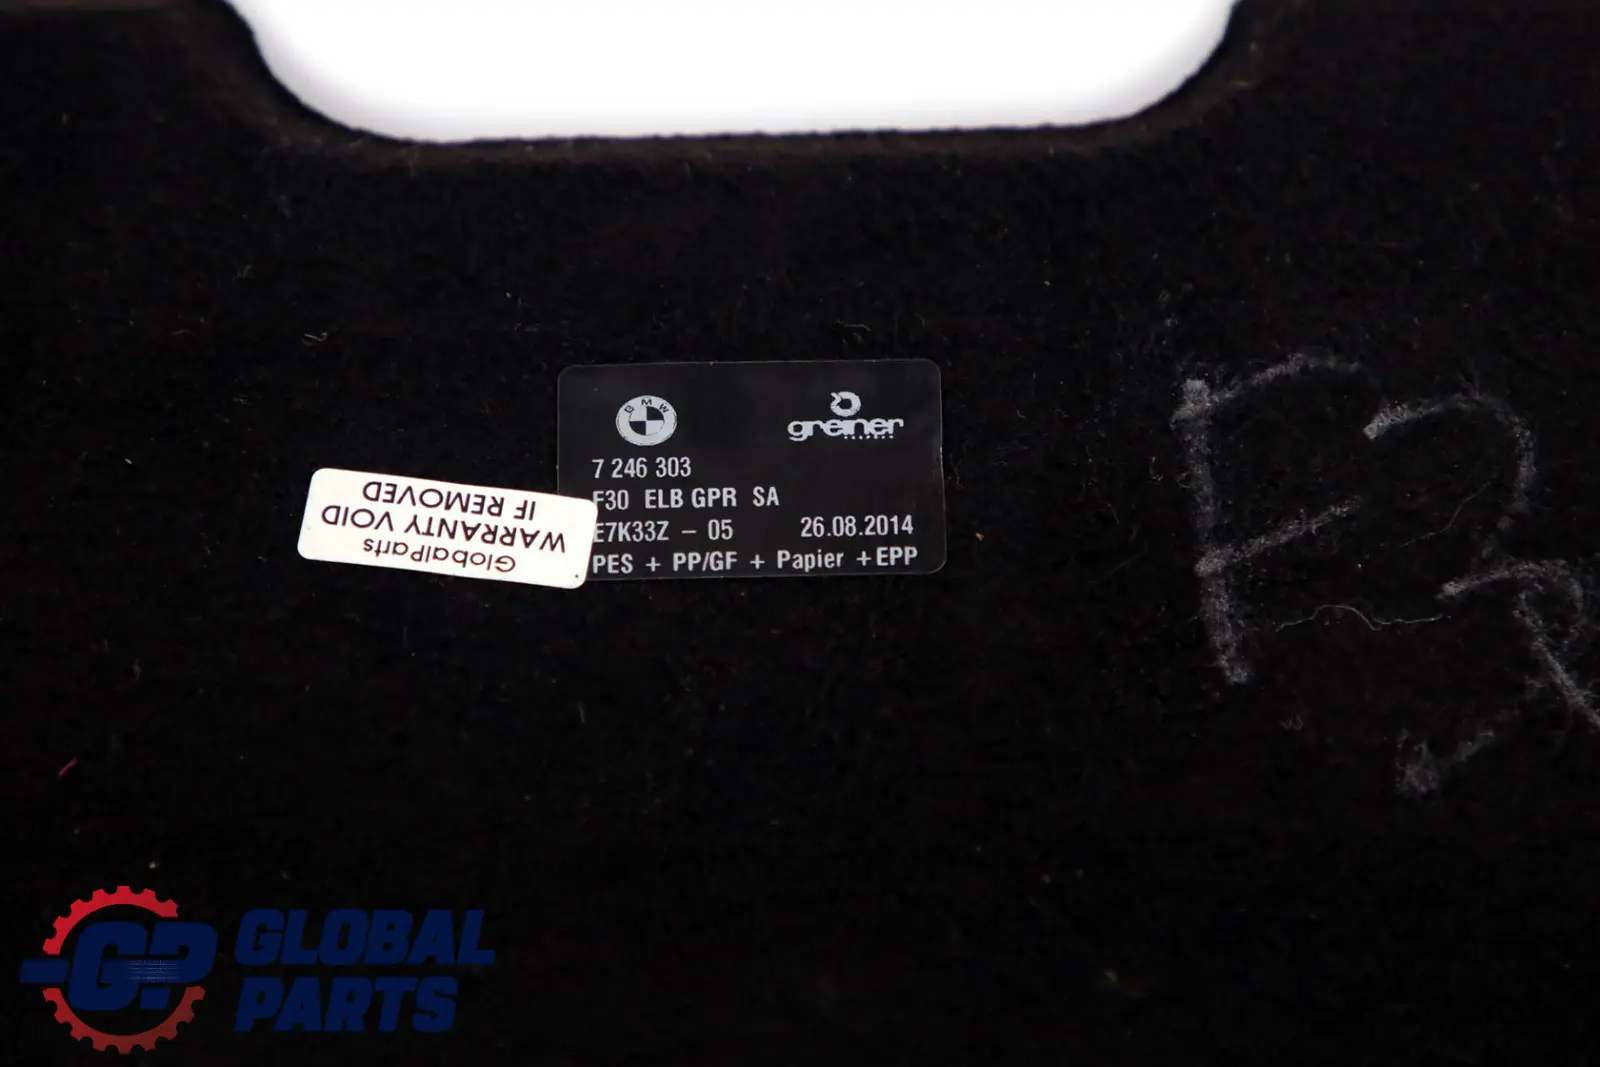 BMW
greiner
7 246 303
F30 ELB GPR SA
E7K33Z - 05 26.08.2014
PES + PP/GF + Papier + EPP
GlobalParts
WARRANTY VOID
IF REMOVED
GP GLOBAL
PARTS